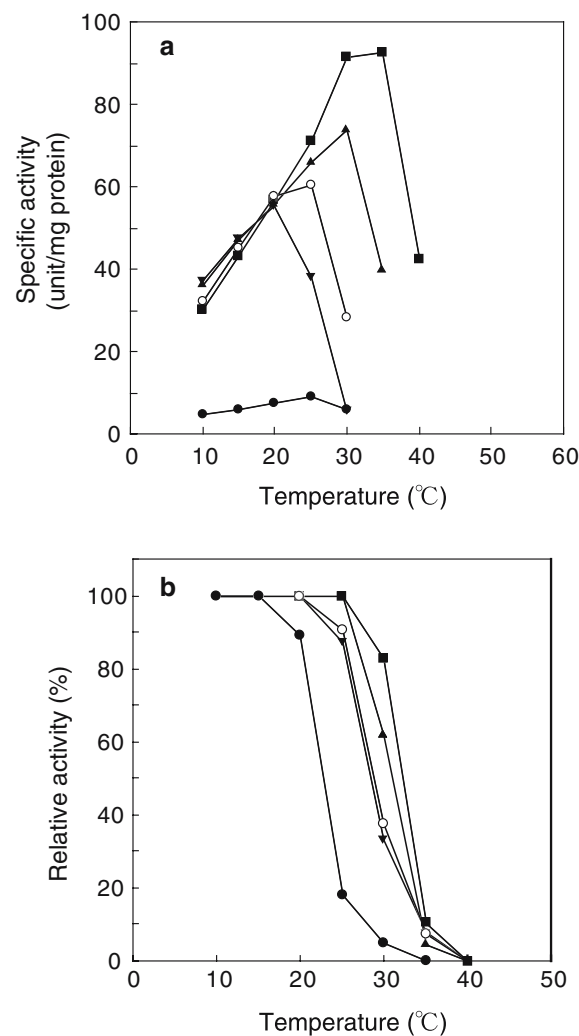 a
Specific activity
(unit/mg protein)
100
80
60
40
20
0
0 10 20 30 40 50 60
Temperature (℃)
b
Relative activity (%)
100
80
60
40
20
0
0 10 20 30 40 50
Temperature (℃)